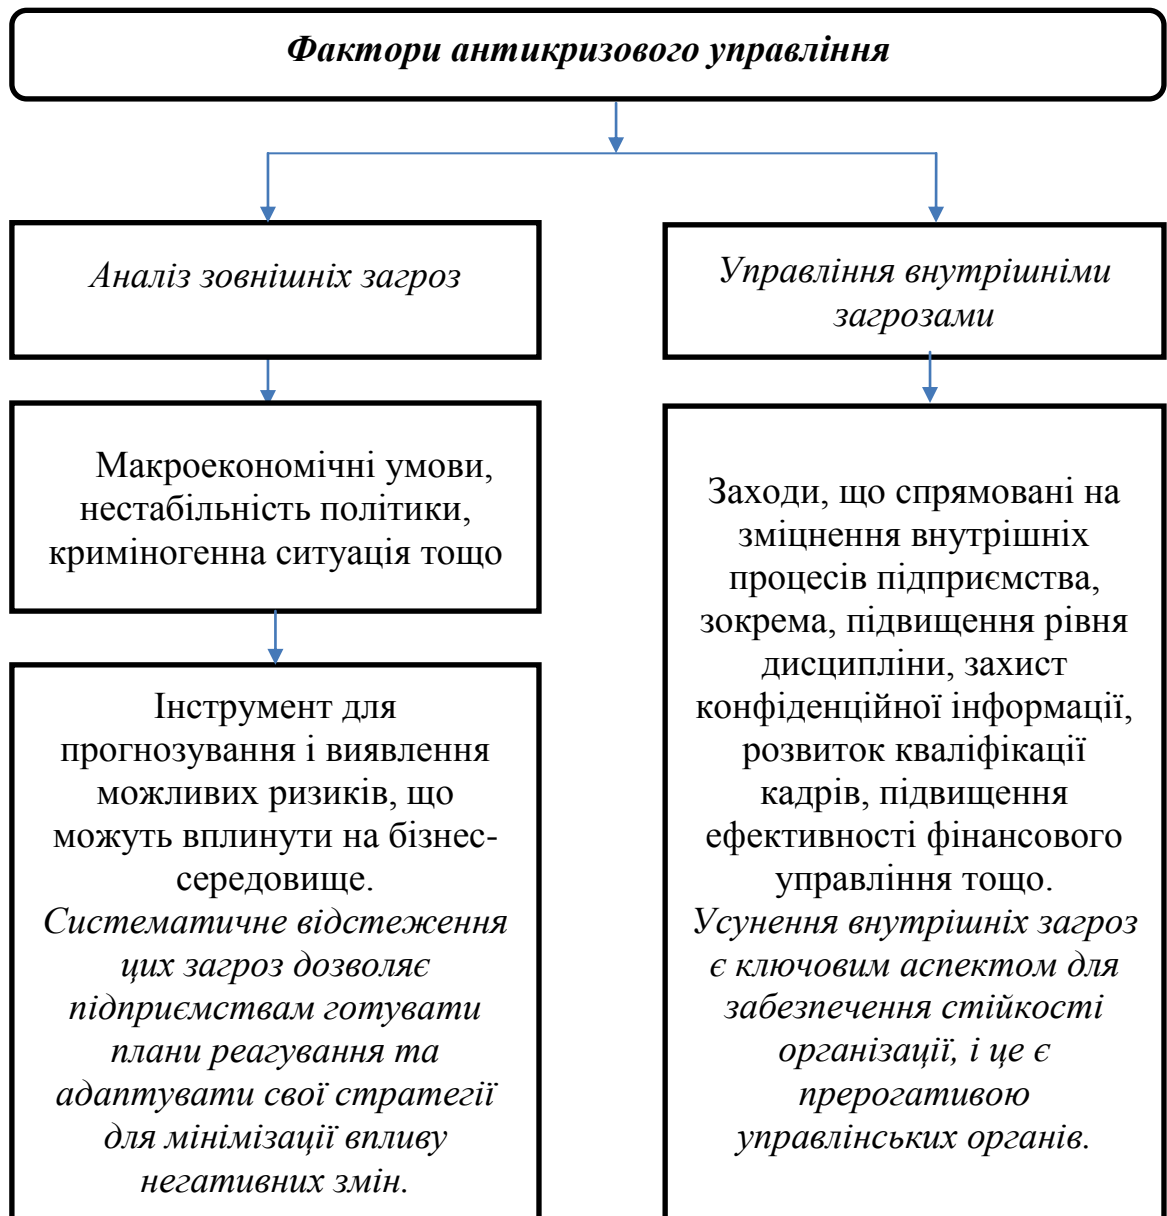 Фактори антикризового управління
Аналіз зовнішніх загроз
Управління внутрішніми
загрозами
Макроекономічні умови,
нестабільність політики,
криміногенна ситуація тощо
Інструмент для
прогнозування і виявлення
можливих ризиків, що
можуть вплинути на бізнес-
середовище.
Систематичне відстеження
цих загроз дозволяє
підприємствам готувати
плани реагування та
адаптувати свої стратегії
для мінімізації впливу
негативних змін.
Заходи, що спрямовані на
зміцнення внутрішніх
процесів підприємства,
зокрема, підвищення рівня
дисципліни, захист
конфіденційної інформації,
розвиток кваліфікації
кадрів, підвищення
ефективності фінансового
управління тощо.
Усунення внутрішніх загроз
є ключовим аспектом для
забезпечення стійкості
організації, і це є
прерогативою
управлінських органів.